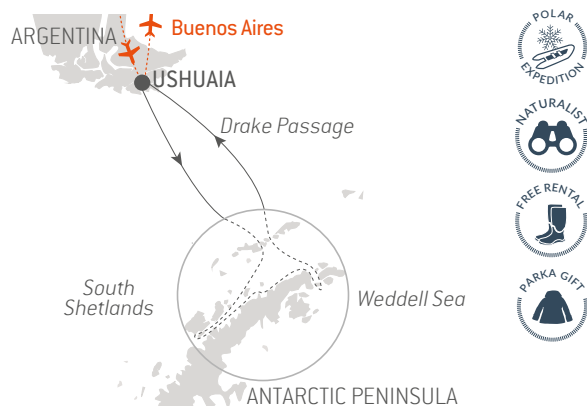 ARGENTINA
Buenos Aires
USHUAIA
Drake Passage
South
Shetlands
Weddell Sea
ANTARCTIC PENINSULA
POLAR
EXPEDITION
NATURALIST
FREE RENTAL
PARKA GIFT